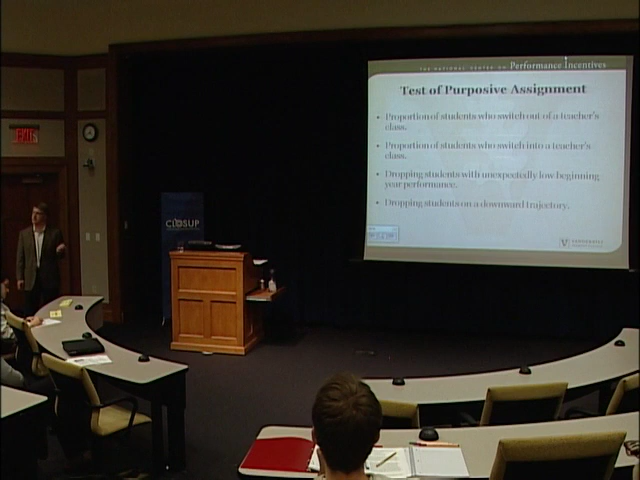 THE NATIONAL CENTER ON Performance Incentives
Test of Purposive Assignment
• Proportion of students who switch out of a teacher's
class.
• Proportion of students who switch into a teacher's
class.
• Dropping students with unexpectedly low beginning
year performance.
• Dropping students on a downward trajectory.
VANDERBILT
EXIT
CLOSUP